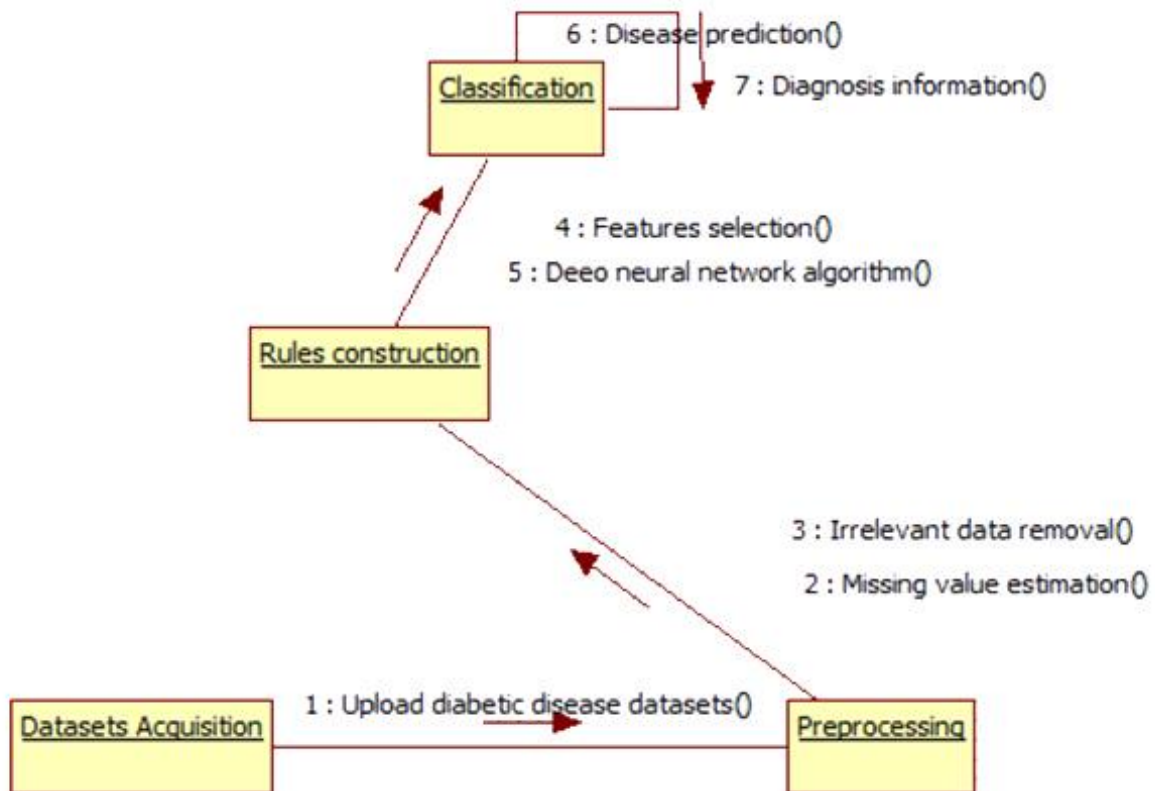 6 : Disease prediction()
Classification
7 : Diagnosis information()
4 : Features selection()
5 : Deeo neural network algorithm()
Rules construction
3 : Irrelevant data removal()
2 : Missing value estimation()
1 : Upload diabetic disease datasets()
Datasets Acquisition
Preprocessing